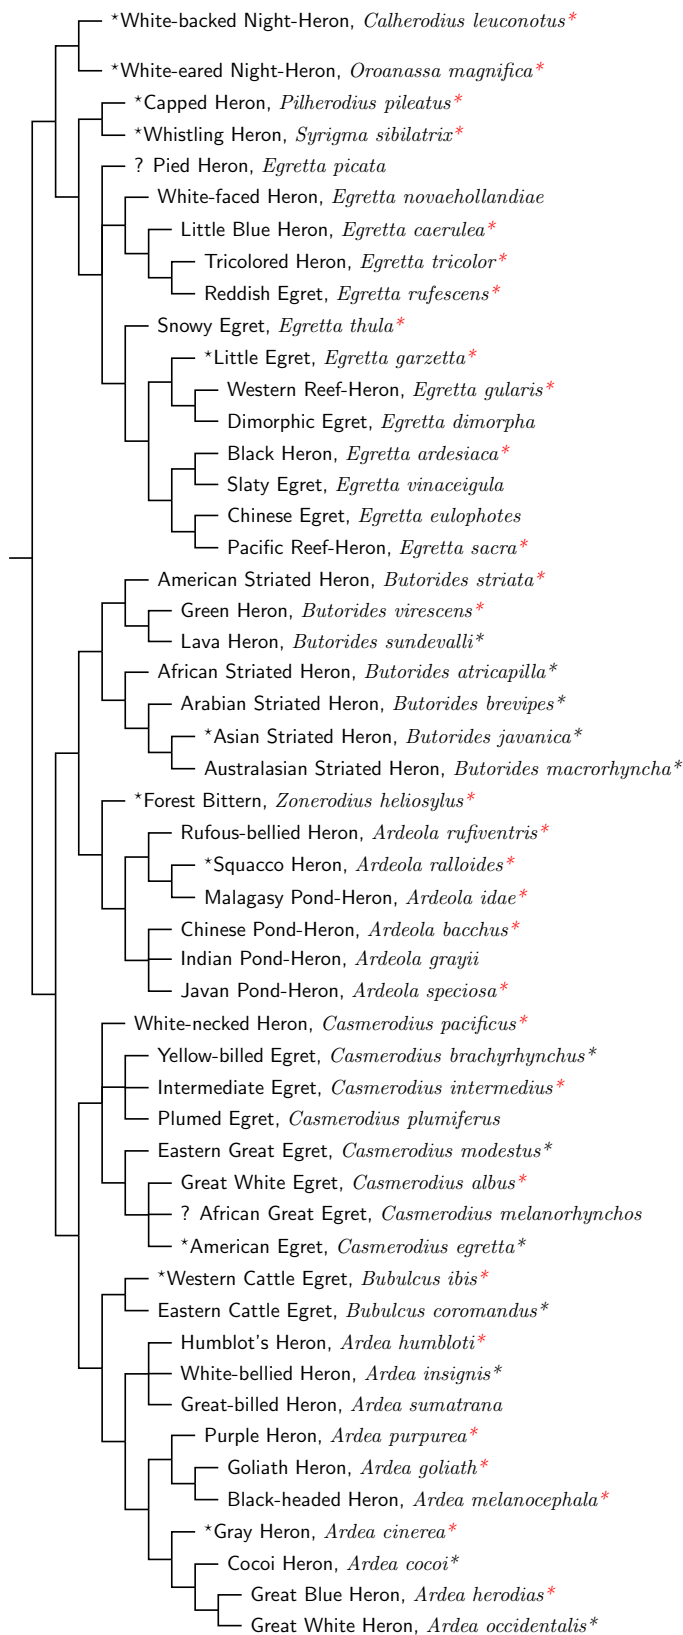 *White-backed Night-Heron, Calherodius leuconotus*
*White-eared Night-Heron, Oroanassa magnifica*
*Capped Heron, Pilherodius pileatus*
*Whistling Heron, Syrigma sibilatrix*
? Pied Heron, Egretta picata
White-faced Heron, Egretta novaehollandiae
Little Blue Heron, Egretta caerulea*
Tricolored Heron, Egretta tricolor*
Reddish Egret, Egretta rufescens*
Snowy Egret, Egretta thula*
*Little Egret, Egretta garzetta*
Western Reef-Heron, Egretta gularis*
Dimorphic Egret, Egretta dimorpha
Black Heron, Egretta ardesiaca*
Slaty Egret, Egretta vinaceigula
Chinese Egret, Egretta eulophotes
Pacific Reef-Heron, Egretta sacra*
American Striated Heron, Butorides striata*
Green Heron, Butorides virescens*
Lava Heron, Butorides sundevalli*
African Striated Heron, Butorides atricapilla*
Arabian Striated Heron, Butorides brevipes*
*Asian Striated Heron, Butorides javanica*
Australasian Striated Heron, Butorides macrorhyncha*
*Forest Bittern, Zonerodius heliosylus*
Rufous-bellied Heron, Ardeola rufiventris*
*Squacco Heron, Ardeola ralloides*
Malagasy Pond-Heron, Ardeola idae*
Chinese Pond-Heron, Ardeola bacchus*
Indian Pond-Heron, Ardeola grayii
Javan Pond-Heron, Ardeola speciosa*
White-necked Heron, Casmerodius pacificus*
Yellow-billed Egret, Casmerodius brachyrhynchus*
Intermediate Egret, Casmerodius intermedius*
Plumed Egret, Casmerodius plumiferus
Eastern Great Egret, Casmerodius modestus*
Great White Egret, Casmerodius albus*
? African Great Egret, Casmerodius melanorhynchos
*American Egret, Casmerodius egretta*
*Western Cattle Egret, Bubulcus ibis*
Eastern Cattle Egret, Bubulcus coromandus*
Humblot's Heron, Ardea humbloti*
White-bellied Heron, Ardea insignis*
Great-billed Heron, Ardea sumatrana
Purple Heron, Ardea purpurea*
Goliath Heron, Ardea goliath*
Black-headed Heron, Ardea melanocephala*
*Gray Heron, Ardea cinerea*
Cocoi Heron, Ardea cocoi*
Great Blue Heron, Ardea herodias*
Great White Heron, Ardea occidentalis*